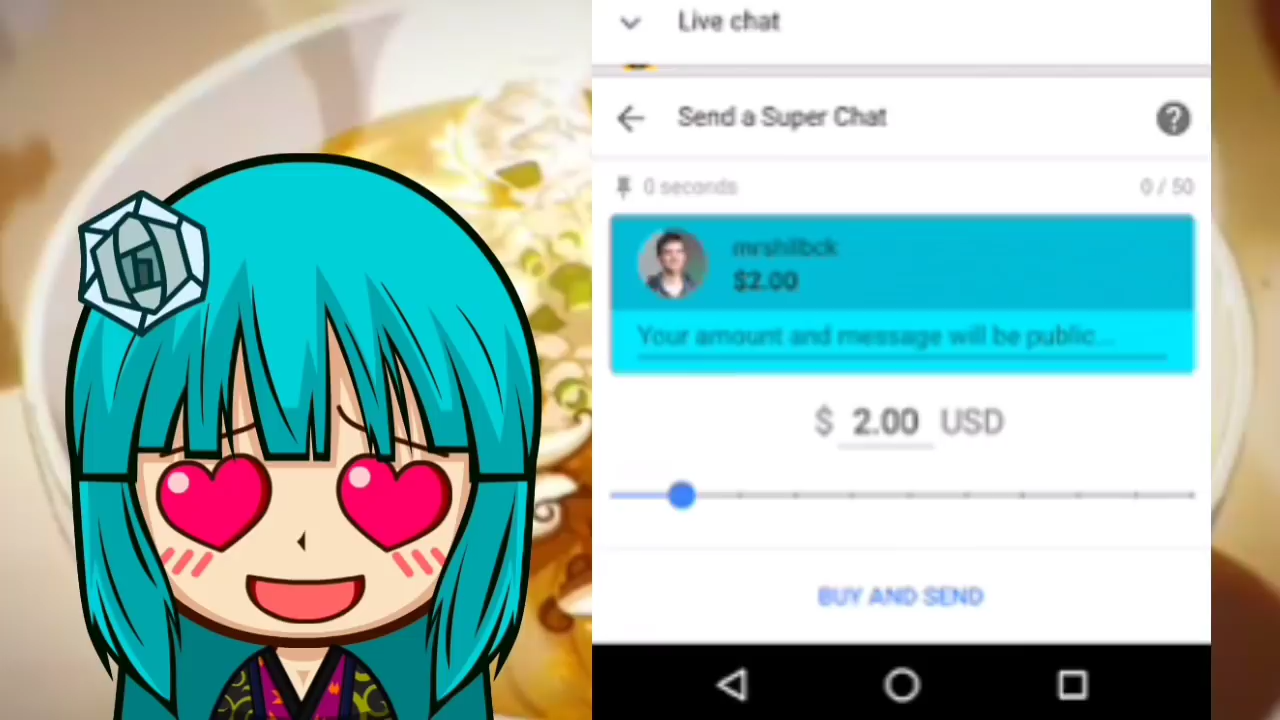 Live chat
Send a Super Chat
0 seconds
0 / 50
mrshllbck
$2.00
Your amount and message will be public...
$ 2.00 USD
BUY AND SEND